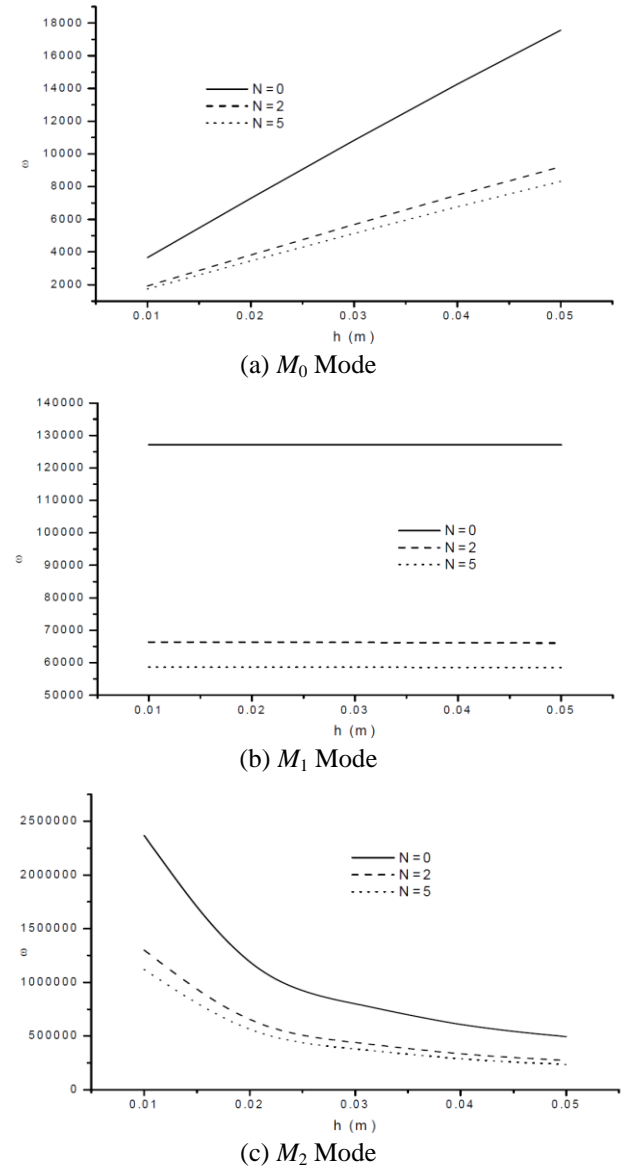 18000
16000
14000
12000
10000
8000
6000
4000
2000
ω
N = 0
N = 2
N = 5
0.01 0.02 0.03 0.04 0.05
h (m)
(a) M0 Mode
140000
130000
120000
110000
100000
90000
80000
70000
60000
50000
ω
N = 0
N = 2
N = 5
0.01 0.02 0.03 0.04 0.05
h (m)
(b) M1 Mode
2500000
2000000
1500000
1000000
500000
0
ω
N = 0
N = 2
N = 5
0.01 0.02 0.03 0.04 0.05
h (m)
(c) M2 Mode